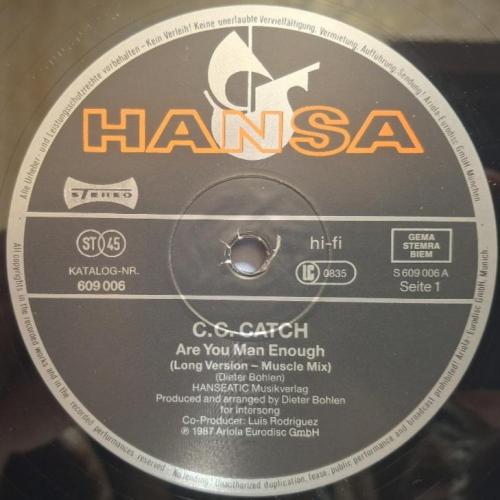 Alle Urheber- und Leistungsschutzrechte vorbehalten - Kein Verleih! Keine unerlaubte Vervielfältigung, Vermietung, Aufführung, Sendung! Ariola-Eurodisc GmbH, München.
HANSA
STEREO
ST 45
KATALOG-NR.
609 006
hi-fi
LC 0835
GEMA
STEMRA
BIEM
S 609 006 A
Seite 1
C.C. CATCH
Are You Man Enough
(Long Version – Muscle Mix)
(Dieter Bohlen)
HANSEATIC Musikverlag
Produced and arranged by Dieter Bohlen
for Intersong
Co-Producer: Luis Rodriguez
℗ 1987 Ariola Eurodisc GmbH
All copyrights in the recorded works and in the recorded performances reserved - No lending! Unauthorized duplication, lease, public performance and broadcast prohibited! Ariola-Eurodisc GmbH, Munich.